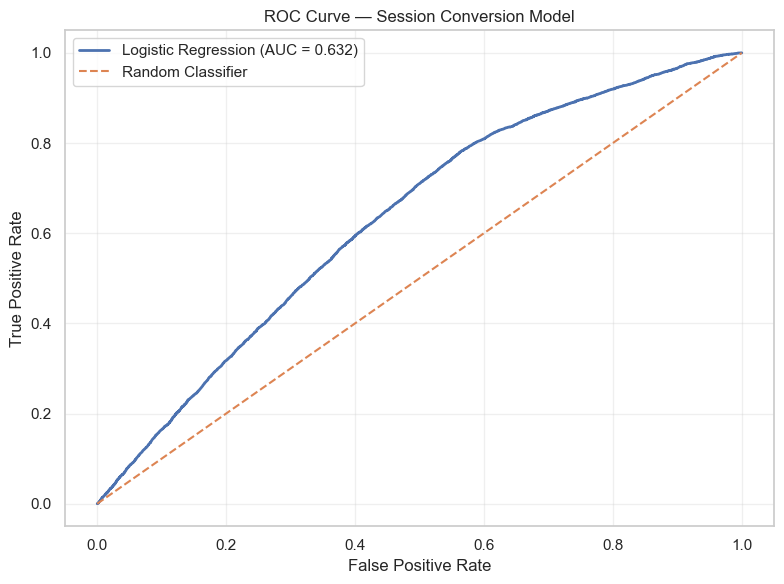 ROC Curve — Session Conversion Model
Logistic Regression (AUC = 0.632)
Random Classifier
True Positive Rate
1.0
0.8
0.6
0.4
0.2
0.0
0.0 0.2 0.4 0.6 0.8 1.0
False Positive Rate